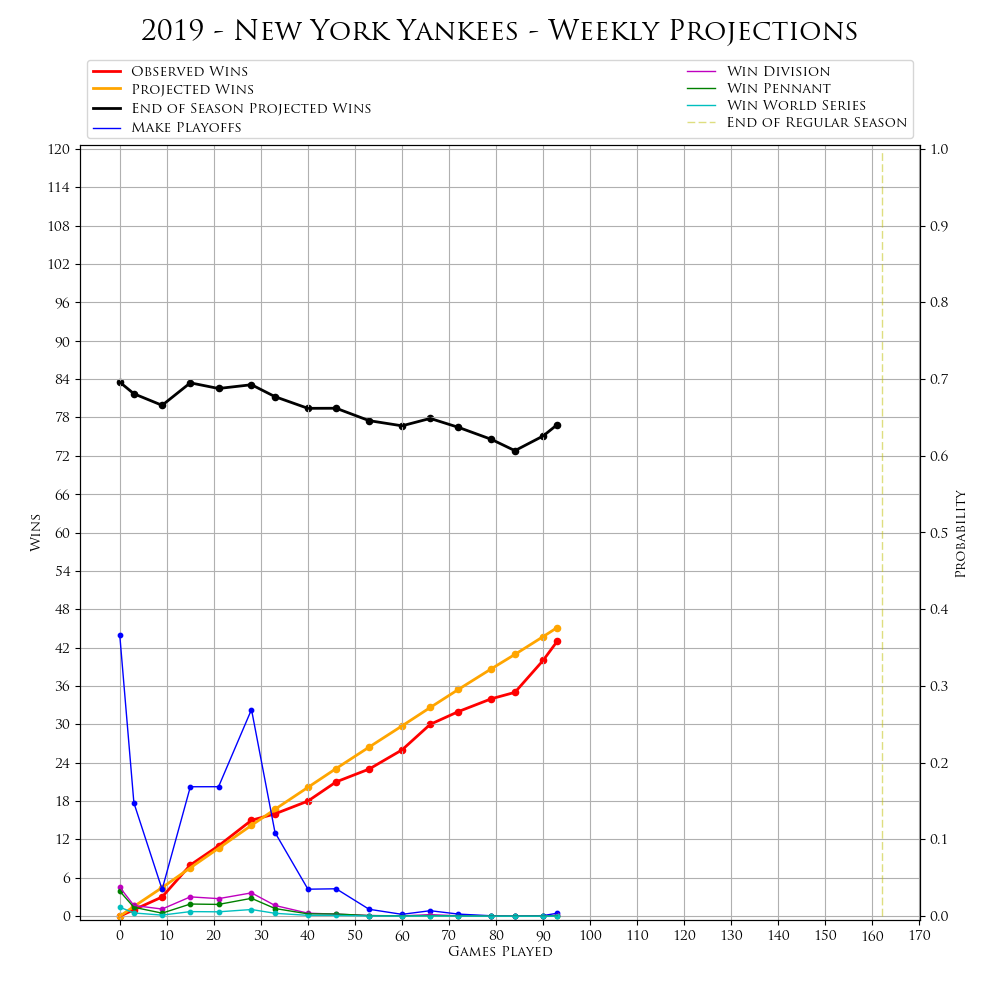 2019 - New York Yankees - Weekly Projections
Observed Wins
Projected Wins
End of Season Projected Wins
Make Playoffs
Win Division
Win Pennant
Win World Series
End of Regular Season
120
114
108
102
96
90
84
78
72
66
60
54
48
42
36
30
24
18
12
6
0
Wins
1.0
0.9
0.8
0.7
0.6
0.5
0.4
0.3
0.2
0.1
0.0
Probability
0 10 20 30 40 50 60 70 80 90 100 110 120 130 140 150 160 170
Games Played